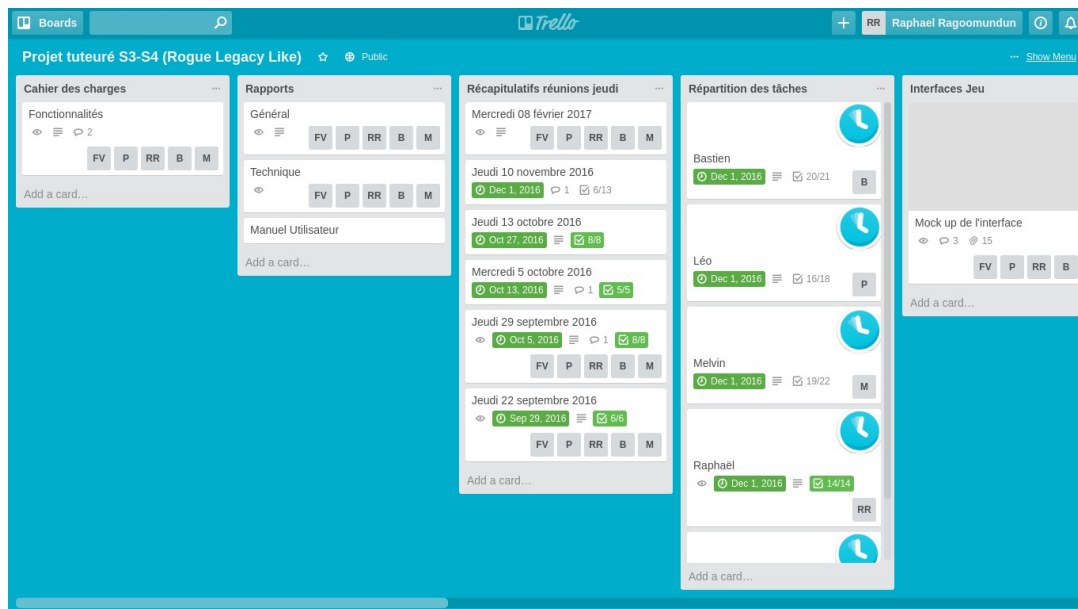 Boards
Trello
RR Raphael Ragoomundun
Projet tuteuré S3-S4 (Rogue Legacy Like)
Public
Show Menu
Cahier des charges
Fonctionnalités
2
FV P RR B M
Add a card…
Rapports
Général
FV P RR B M
Technique
FV P RR B M
Manuel Utilisateur
Add a card…
Récapitulatifs réunions jeudi
Mercredi 08 février 2017
FV P RR B M
Jeudi 10 novembre 2016
Dec 1, 2016 1 6/13
Jeudi 13 octobre 2016
Oct 27, 2016 8/8
Mercredi 5 octobre 2016
Oct 13, 2016 1 5/5
Jeudi 29 septembre 2016
Oct 5, 2016 1 8/8
FV P RR B M
Jeudi 22 septembre 2016
Sep 29, 2016 6/6
FV P RR B M
Add a card…
Répartition des tâches
Bastien
Dec 1, 2016 20/21
B
Léo
Dec 1, 2016 16/18
P
Melvin
Dec 1, 2016 19/22
M
Raphaël
Dec 1, 2016 14/14
RR
Add a card…
Interfaces Jeu
Mock up de l'interface
3 15
FV P RR B
Add a card…